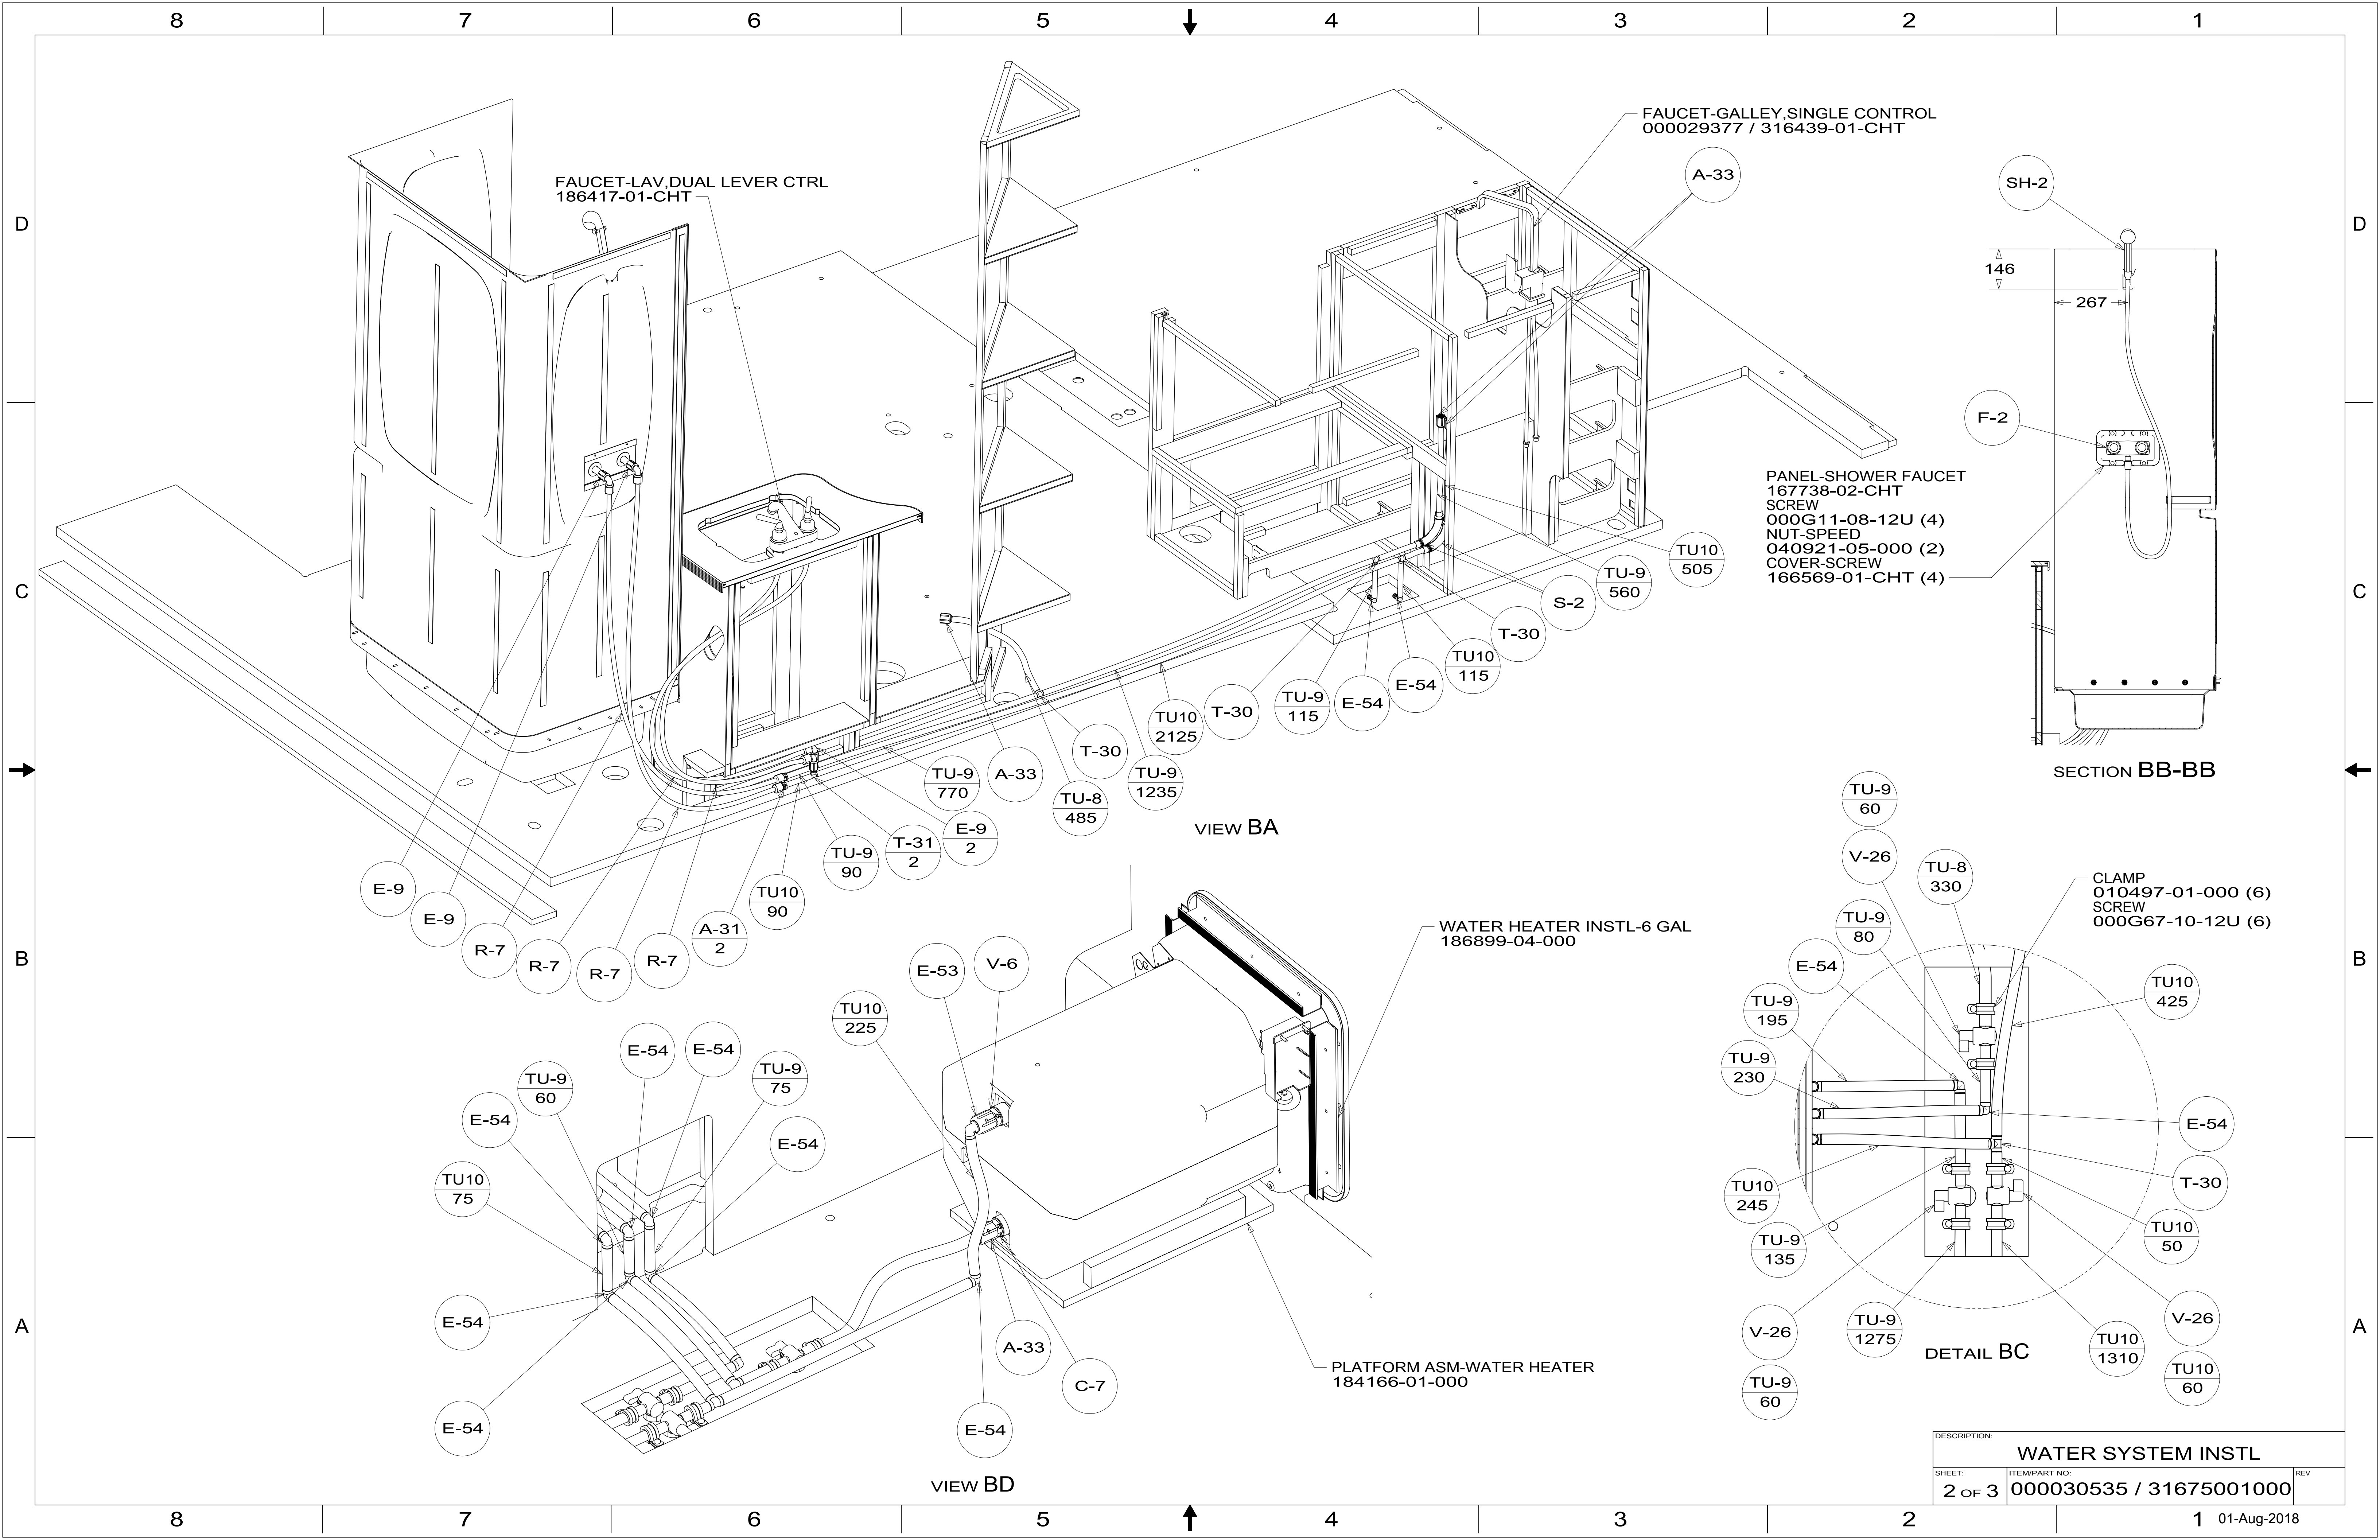 8 7 6 5 4 3 2 1
D
D
C
C
B
B
A
A
FAUCET-LAV,DUAL LEVER CTRL
186417-01-CHT
FAUCET-GALLEY,SINGLE CONTROL
000029377 / 316439-01-CHT
A-33
TU10
505
TU-9
560
S-2
T-30
TU10
115
E-54
E-54
TU-9
115
T-30
TU10
2125
TU-9
1235
T-30
TU-8
485
A-33
TU-9
770
E-9
2
T-31
2
TU-9
90
TU10
90
A-31
2
R-7
R-7
R-7
R-7
E-9
E-9
VIEW BA
SH-2
146
267
F-2
PANEL-SHOWER FAUCET
167738-02-CHT
SCREW
000G11-08-12U (4)
NUT-SPEED
040921-05-000 (2)
COVER-SCREW
166569-01-CHT (4)
SECTION BB-BB
E-53
V-6
TU10
225
WATER HEATER INSTL-6 GAL
186899-04-000
E-54
E-54
TU-9
60
TU-9
75
E-54
E-54
TU10
75
E-54
E-54
A-33
C-7
E-54
PLATFORM ASM-WATER HEATER
184166-01-000
VIEW BD
TU-9
60
V-26
TU-8
330
CLAMP
010497-01-000 (6)
SCREW
000G67-10-12U (6)
TU-9
80
E-54
TU-9
195
TU10
425
TU-9
230
E-54
TU10
245
T-30
TU-9
135
TU10
50
V-26
TU-9
60
TU-9
1275
TU10
1310
V-26
TU10
60
DETAIL BC
DESCRIPTION:
WATER SYSTEM INSTL
SHEET:
2 OF 3
ITEM/PART NO:
000030535 / 31675001000
REV
8 7 6 5 4 3 2 1
01-Aug-2018